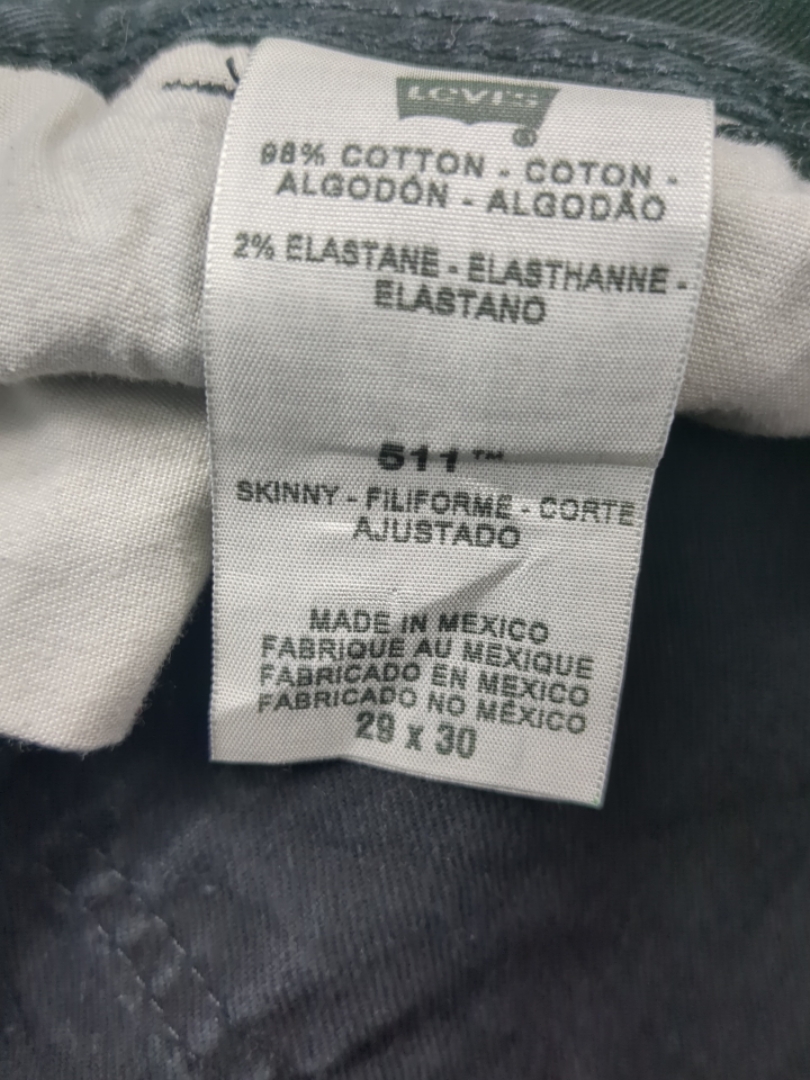 LEVI'S
®
98% COTTON - COTON -
ALGODÓN - ALGODÃO
2% ELASTANE - ELASTHANNE -
ELASTANO
511™
SKINNY - FILIFORME - CORTE
AJUSTADO
MADE IN MEXICO
FABRIQUE AU MEXIQUE
FABRICADO EN MEXICO
FABRICADO NO MÉXICO
29 x 30